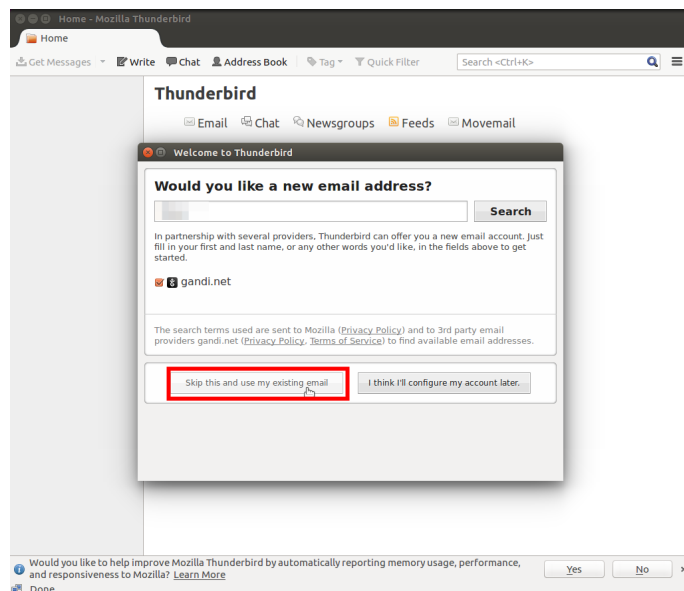 Home - Mozilla Thunderbird
Home
Get Messages Write Chat Address Book Tag Quick Filter Search <Ctrl+K>
Thunderbird
Email Chat Newsgroups Feeds Movemail
Welcome to Thunderbird
Would you like a new email address?
Search
In partnership with several providers, Thunderbird can offer you a new email account. Just
fill in your first and last name, or any other words you'd like, in the fields above to get
started.
gandi.net
The search terms used are sent to Mozilla (Privacy Policy) and to 3rd party email
providers gandi.net (Privacy Policy, Terms of Service) to find available email addresses.
Skip this and use my existing email I think I'll configure my account later.
Would you like to help improve Mozilla Thunderbird by automatically reporting memory usage, performance,
and responsiveness to Mozilla? Learn More Yes No
Done